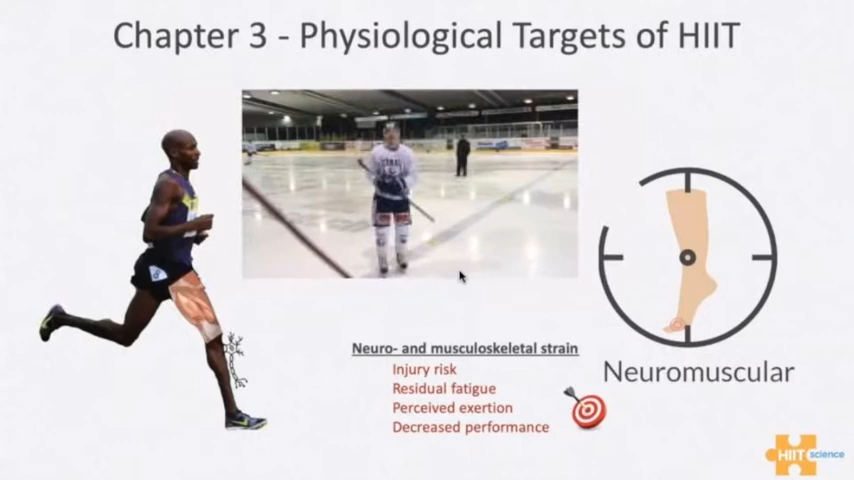 Chapter 3 - Physiological Targets of HIIT
Neuro- and musculoskeletal strain
Injury risk
Residual fatigue
Perceived exertion
Decreased performance
Neuromuscular
HIIT science